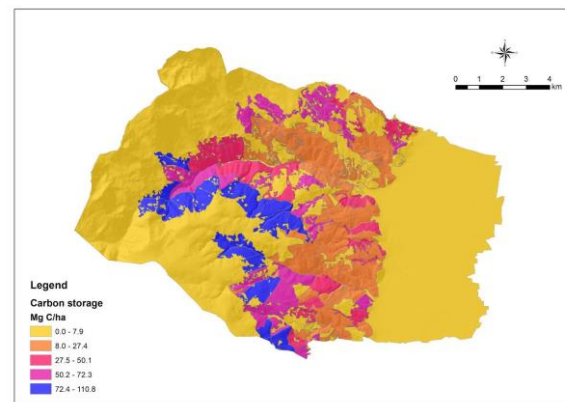 N
0 1 2 3 4
km
Legend
Carbon storage
Mg C/ha
0.0 - 7.9
8.0 - 27.4
27.5 - 50.1
50.2 - 72.3
72.4 - 110.8